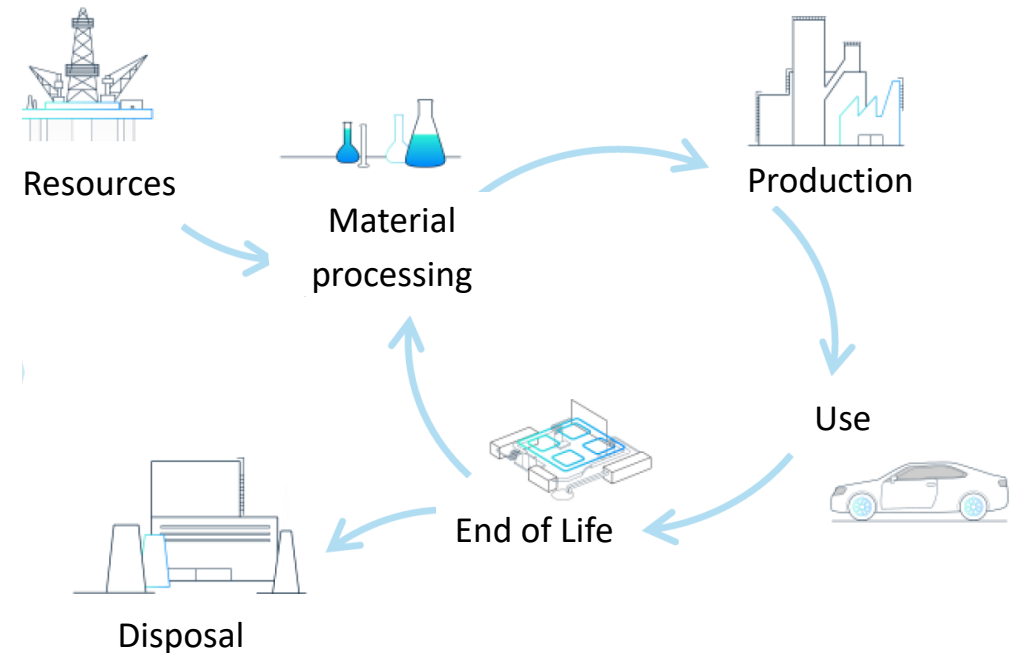 Resources
Material
processing
Production
Use
End of Life
Disposal